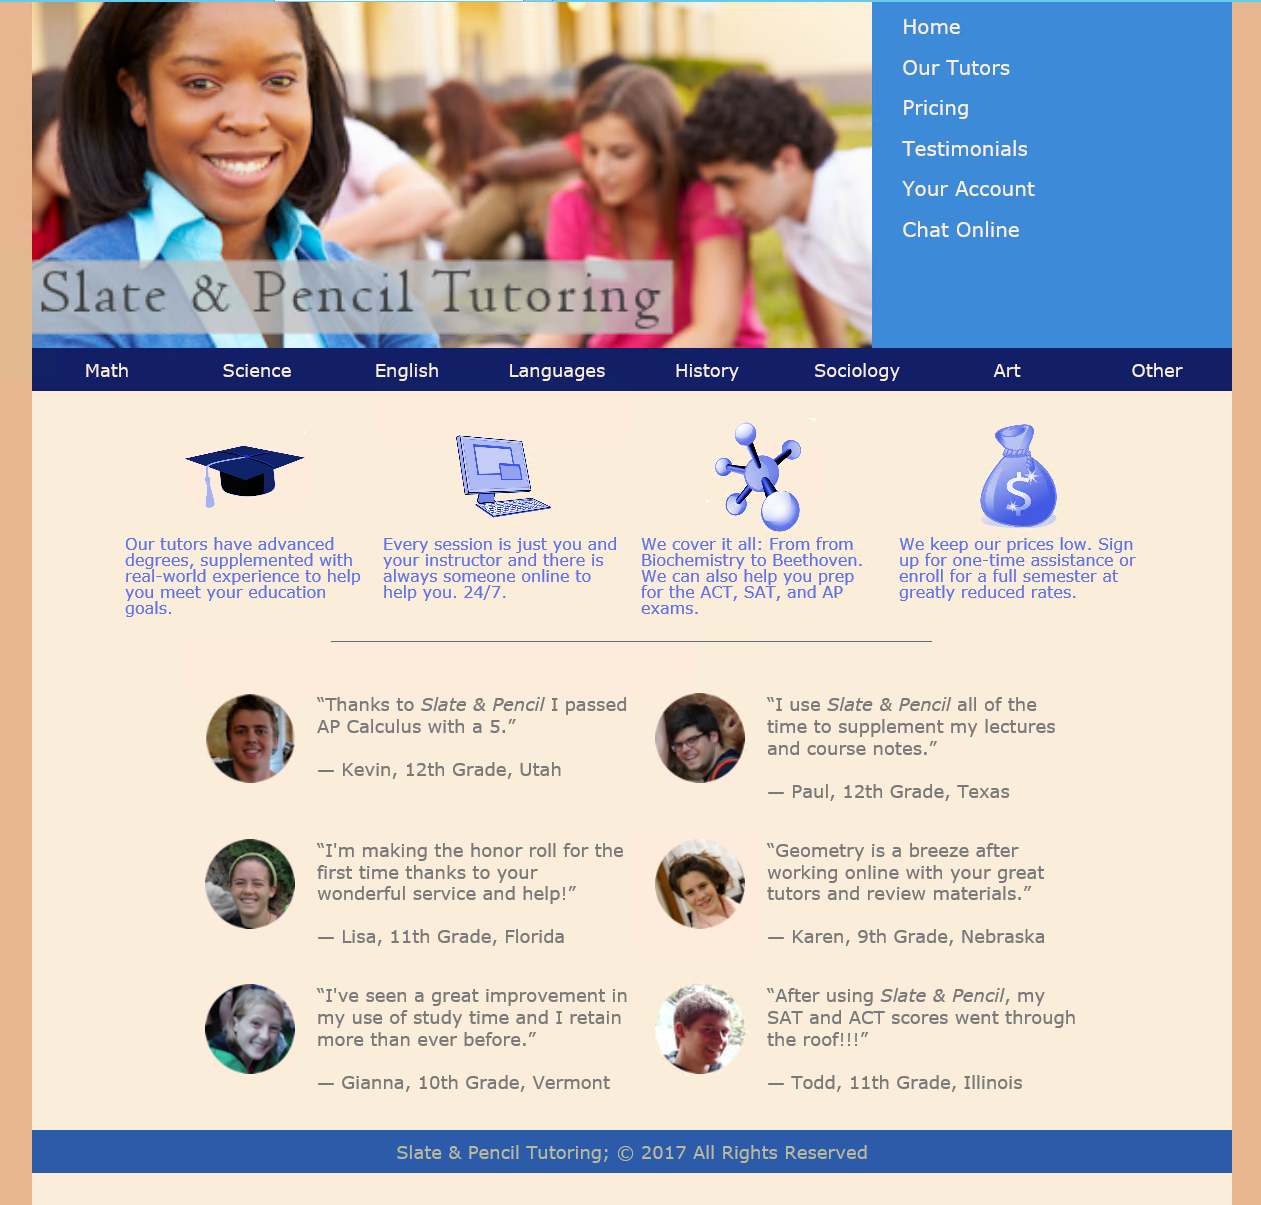 Slate & Pencil Tutoring
Home
Our Tutors
Pricing
Testimonials
Your Account
Chat Online
Math Science English Languages History Sociology Art Other
Our tutors have advanced
degrees, supplemented with
real-world experience to help
you meet your education
goals.
Every session is just you and
your instructor and there is
always someone online to
help you. 24/7.
We cover it all: From from
Biochemistry to Beethoven.
We can also help you prep
for the ACT, SAT, and AP
exams.
$
We keep our prices low. Sign
up for one-time assistance or
enroll for a full semester at
greatly reduced rates.
“Thanks to Slate & Pencil I passed
AP Calculus with a 5.”
— Kevin, 12th Grade, Utah
“I use Slate & Pencil all of the
time to supplement my lectures
and course notes.”
— Paul, 12th Grade, Texas
“I'm making the honor roll for the
first time thanks to your
wonderful service and help!”
— Lisa, 11th Grade, Florida
“Geometry is a breeze after
working online with your great
tutors and review materials.”
— Karen, 9th Grade, Nebraska
“I've seen a great improvement in
my use of study time and I retain
more than ever before.”
— Gianna, 10th Grade, Vermont
“After using Slate & Pencil, my
SAT and ACT scores went through
the roof!!!”
— Todd, 11th Grade, Illinois
Slate & Pencil Tutoring; © 2017 All Rights Reserved